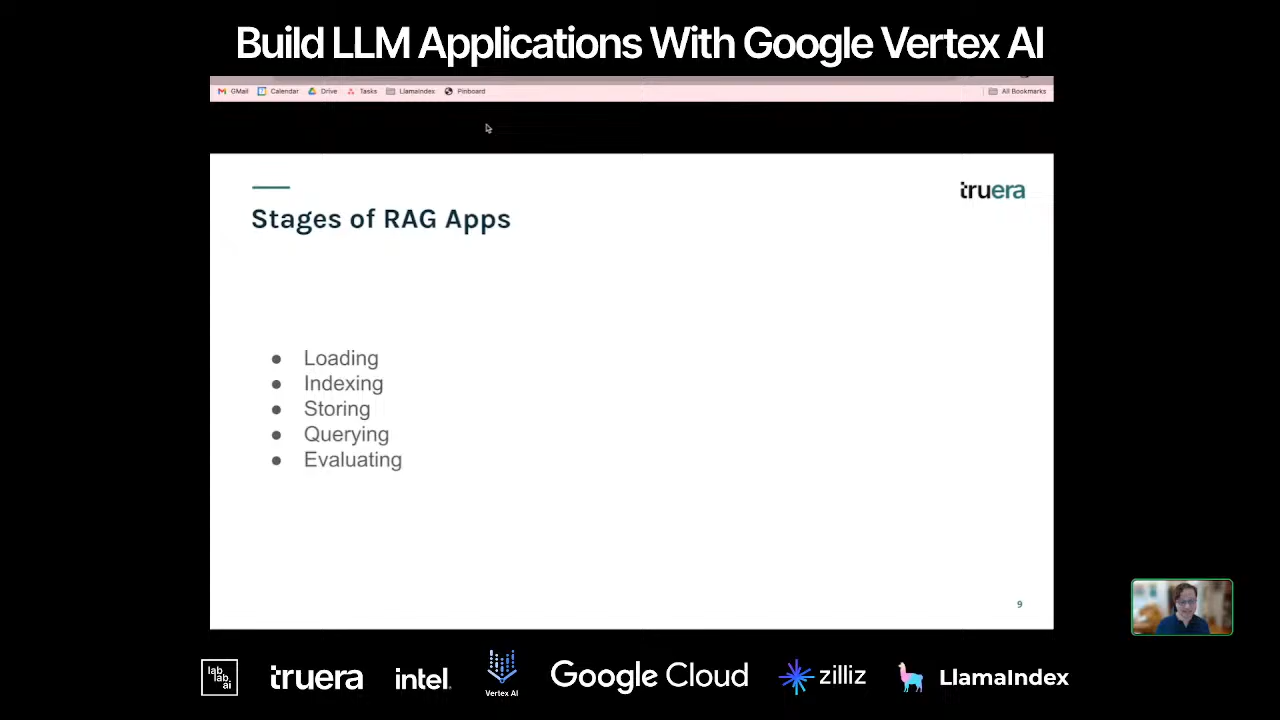 Build LLM Applications With Google Vertex AI
GMail Calendar Drive Tasks LlamaIndex Pinboard All Bookmarks
truera
Stages of RAG Apps
● Loading
● Indexing
● Storing
● Querying
● Evaluating
9
lab
lab
.ai
truera
intel.
Vertex AI
Google Cloud
zilliz
LlamaIndex